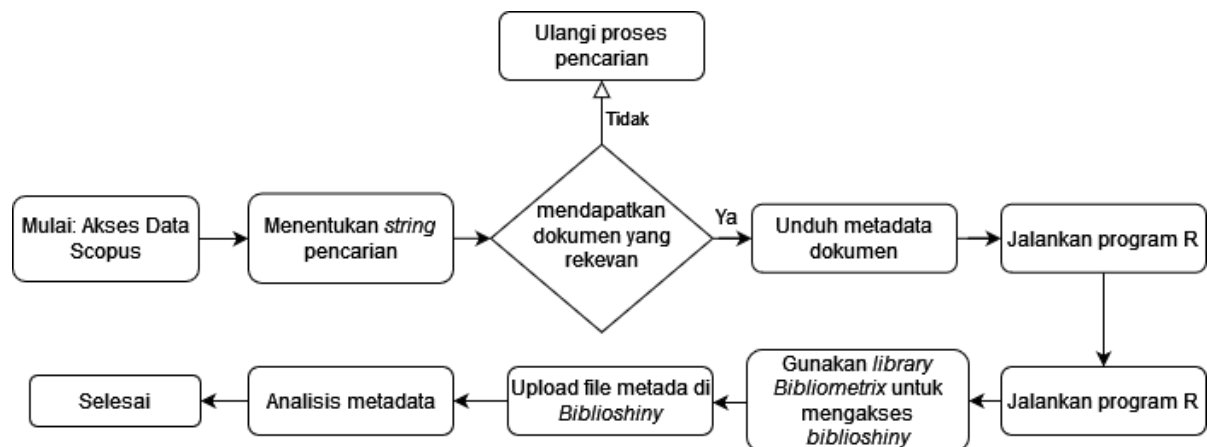 Ulangi proses
pencarian
Tidak
Mulai: Akses Data
Scopus
Menentukan string
pencarian
mendapatkan
dokumen yang
rekevan
Ya
Unduh metadata
dokumen
Jalankan program R
Jalankan program R
Gunakan library
Bibliometrix untuk
mengakses
biblioshiny
Upload file metada di
Biblioshiny
Analisis metadata
Selesai